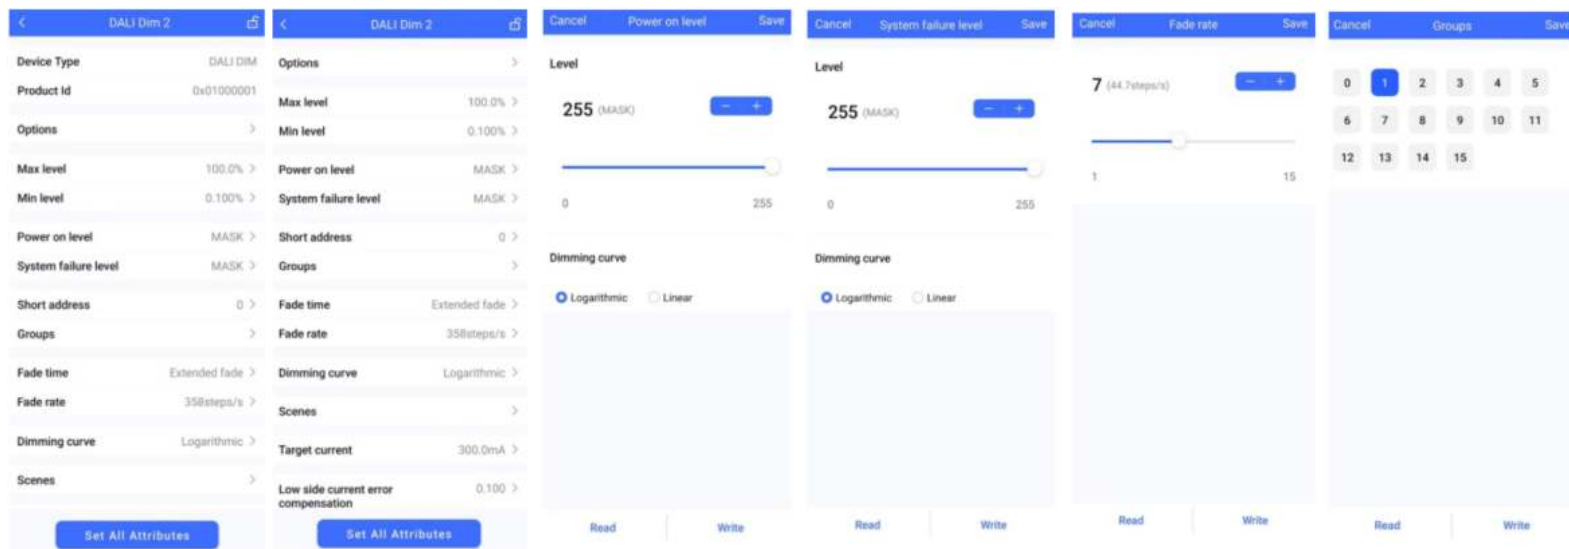 DALI Dim 2
Device Type DALI DIM
Product Id 0x01000001
Options
Max level 100.0%
Min level 0.100%
Power on level MASK
System failure level MASK
Short address 0
Groups
Fade time Extended fade
Fade rate 358steps/s
Dimming curve Logarithmic
Scenes
Set All Attributes
DALI Dim 2
Options
Max level 100.0%
Min level 0.100%
Power on level MASK
System failure level MASK
Short address 0
Groups
Fade time Extended fade
Fade rate 358steps/s
Dimming curve Logarithmic
Scenes
Target current 300.0mA
Low side current error 0.100
compensation
Set All Attributes
Cancel Power on level Save
Level
255 (MASK) - +
0 255
Dimming curve
Logarithmic Linear
Read Write
Cancel System failure level Save
Level
255 (MASK) - +
0 255
Dimming curve
Logarithmic Linear
Read Write
Cancel Fade rate Save
7 (44.7steps/s) - +
1 15
Read Write
Cancel Groups Save
0 1 2 3 4 5
6 7 8 9 10 11
12 13 14 15
Read Write